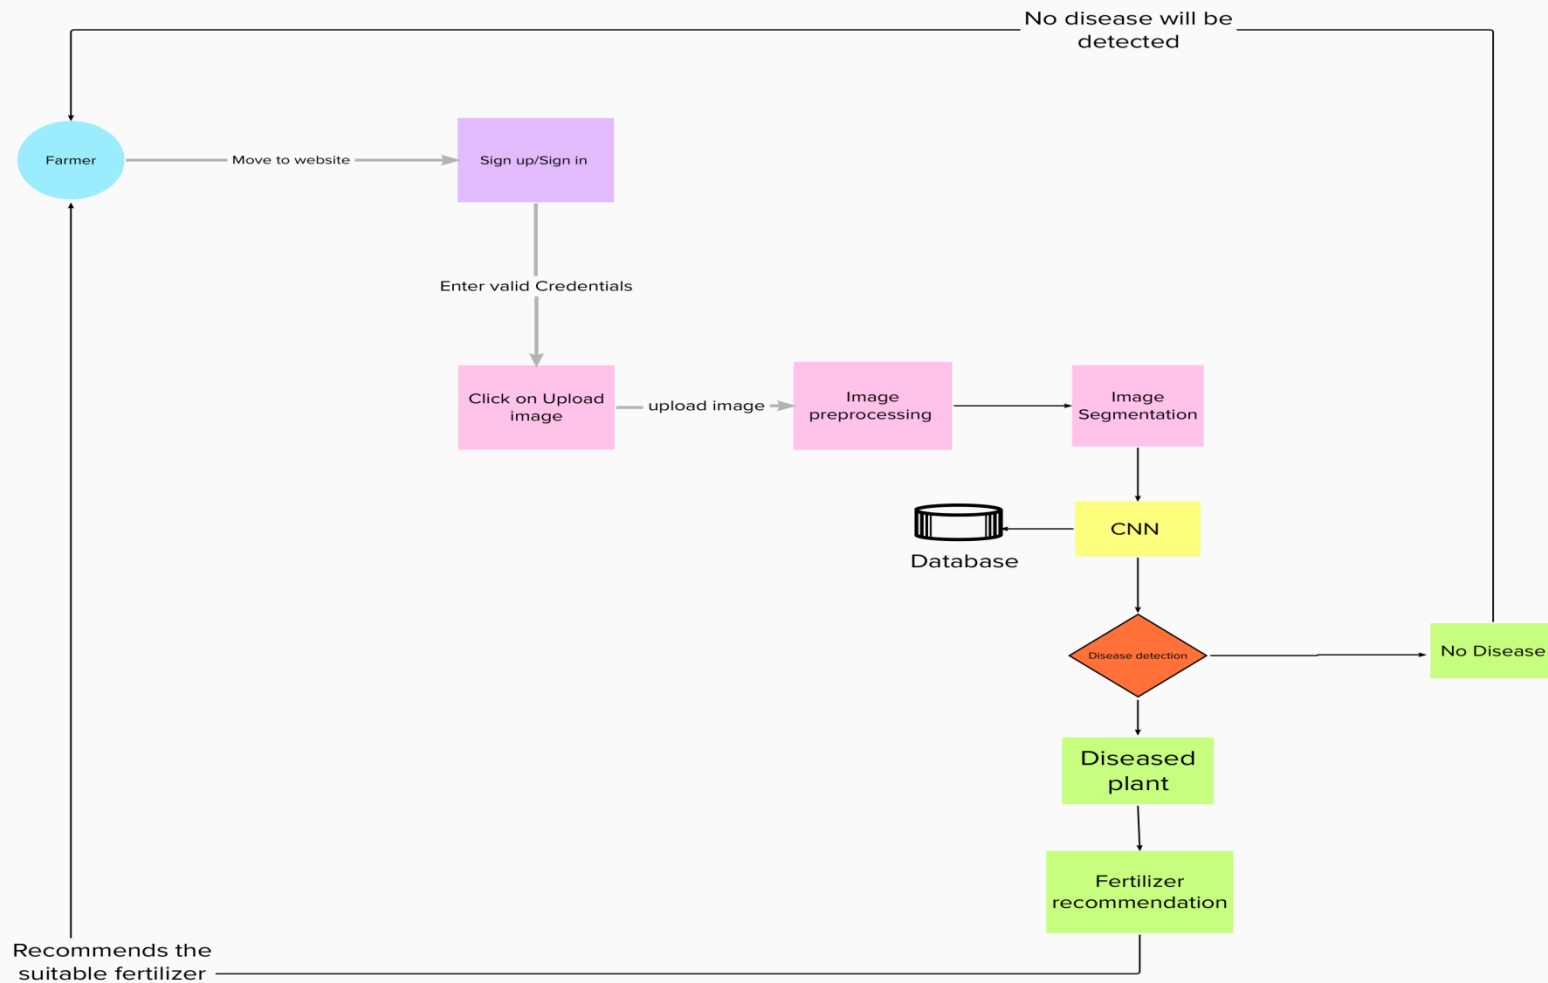 No disease will be
detected
Farmer
Move to website
Sign up/Sign in
Enter valid Credentials
Click on Upload
image
upload image
Image
preprocessing
Image
Segmentation
CNN
Database
Disease detection
No Disease
Diseased
plant
Fertilizer
recommendation
Recommends the
suitable fertilizer